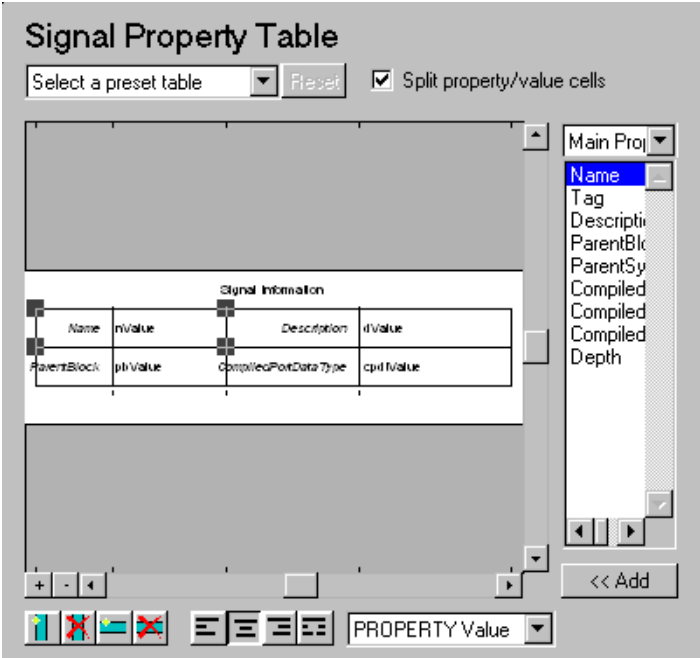 Signal Property Table
Select a preset table
Reset
Split property/value cells
Main Proj
Name
Tag
Descripti
ParentBlo
ParentSy
Compiled
Compiled
Compiled
Depth
Signal Information
Name nValue Description dValue
ParentBlock pbValue CompiledPortDataType cpdtValue
+ -
<< Add
PROPERTY Value